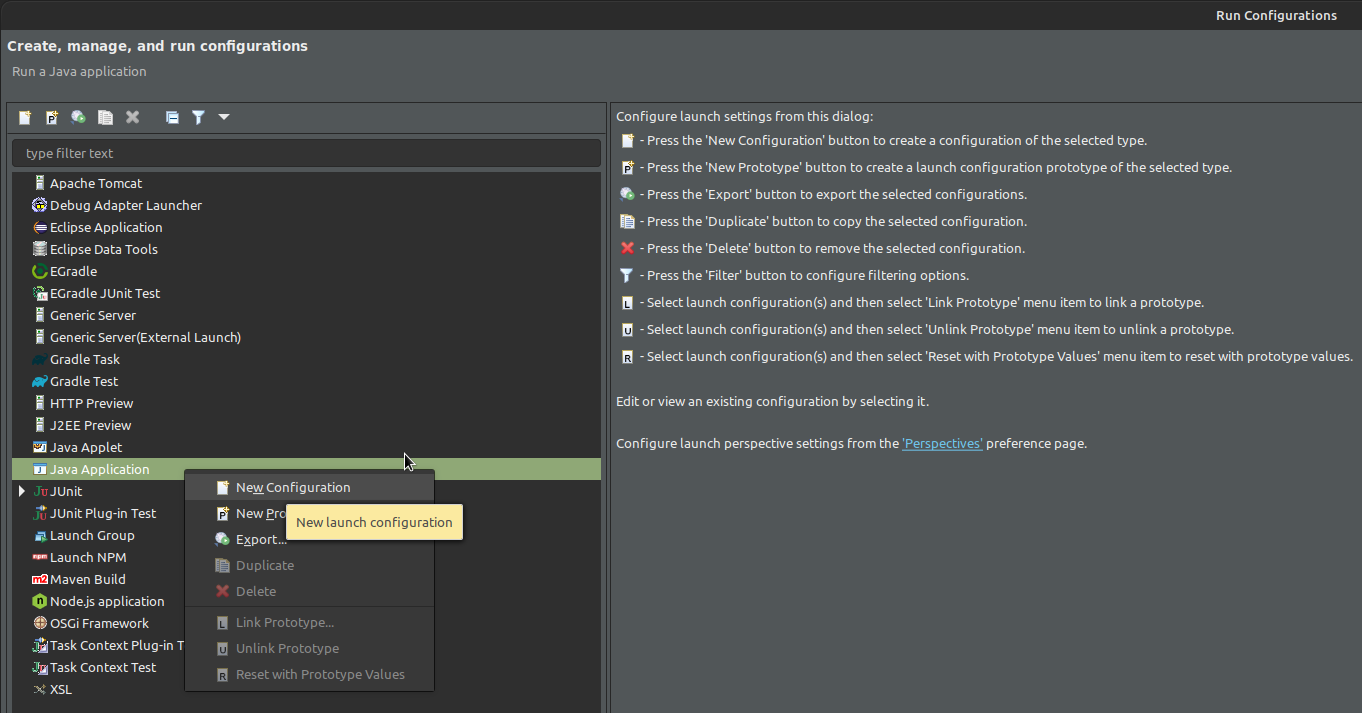 Run Configurations
Create, manage, and run configurations
Run a Java application
type filter text
Apache Tomcat
Debug Adapter Launcher
Eclipse Application
Eclipse Data Tools
EGradle
EGradle JUnit Test
Generic Server
Generic Server(External Launch)
Gradle Task
Gradle Test
HTTP Preview
J2EE Preview
Java Applet
Java Application
JUnit
JUnit Plug-in Test
Launch Group
Launch NPM
Maven Build
Node.js application
OSGi Framework
Task Context Plug-in T
Task Context Test
XSL
New Configuration
New Pro
New launch configuration
Export...
Duplicate
Delete
Link Prototype...
Unlink Prototype
Reset with Prototype Values
Configure launch settings from this dialog:
- Press the 'New Configuration' button to create a configuration of the selected type.
- Press the 'New Prototype' button to create a launch configuration prototype of the selected type.
- Press the 'Export' button to export the selected configurations.
- Press the 'Duplicate' button to copy the selected configuration.
- Press the 'Delete' button to remove the selected configuration.
- Press the 'Filter' button to configure filtering options.
- Select launch configuration(s) and then select 'Link Prototype' menu item to link a prototype.
- Select launch configuration(s) and then select 'Unlink Prototype' menu item to unlink a prototype.
- Select launch configuration(s) and then select 'Reset with Prototype Values' menu item to reset with prototype values.
Edit or view an existing configuration by selecting it.
Configure launch perspective settings from the 'Perspectives' preference page.